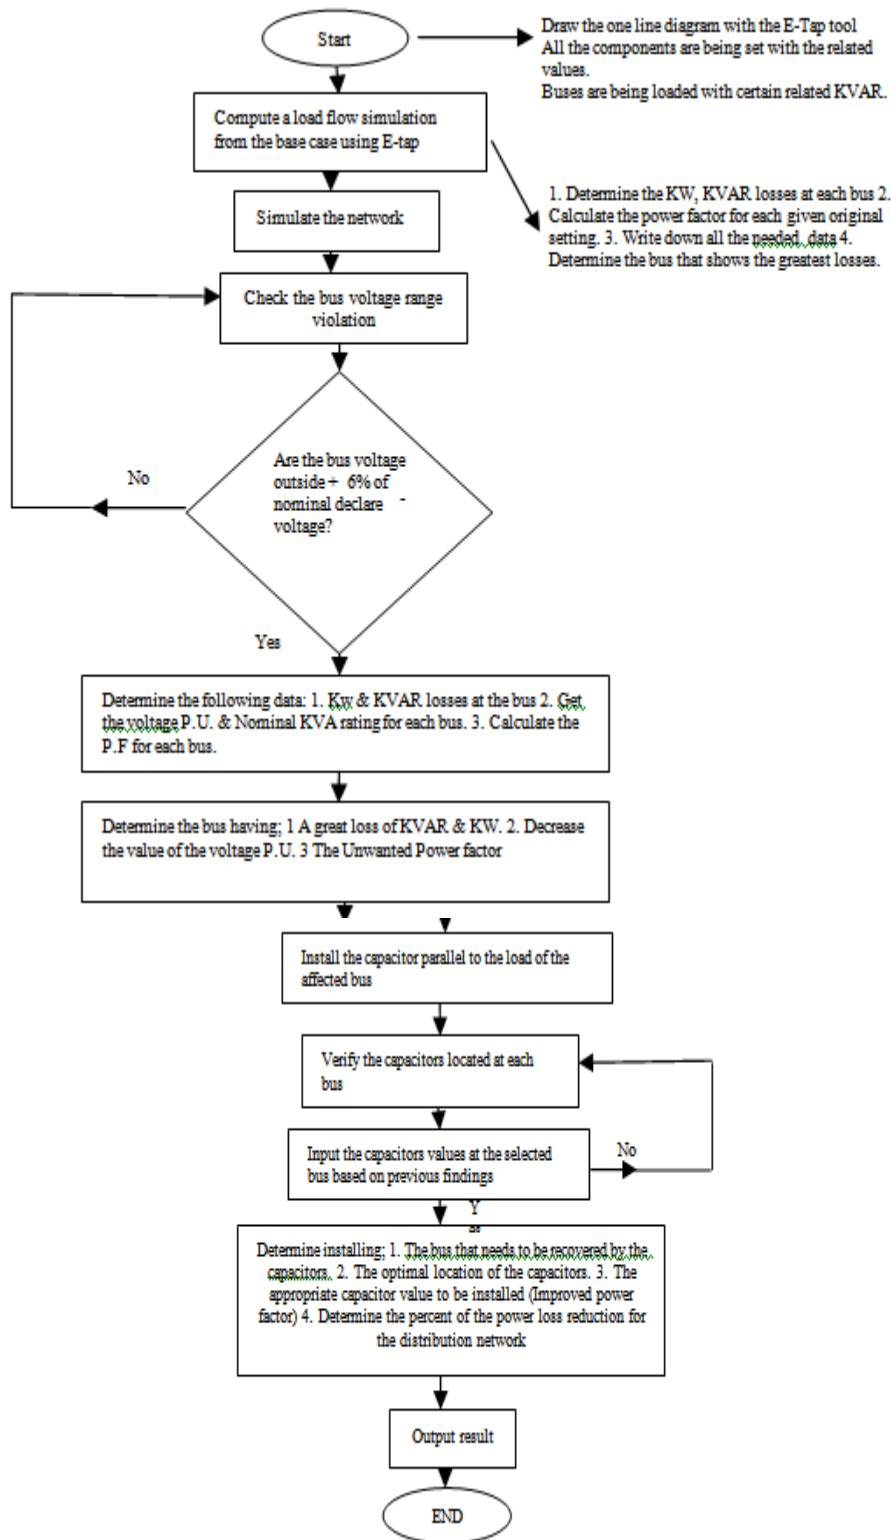 Start
Draw the one line diagram with the E-Tap tool
All the components are being set with the related
values.
Buses are being loaded with certain related KVAR.
Compute a load flow simulation
from the base case using E-tap
1. Determine the KW, KVAR losses at each bus 2.
Calculate the power factor for each given original
setting. 3. Write down all the needed data 4.
Determine the bus that shows the greatest losses.
Simulate the network
Check the bus voltage range
violation
Are the bus voltage
outside + 6% of
nominal declare -
voltage?
No
Yes
Determine the following data: 1. Kw & KVAR losses at the bus 2. Get
the voltage P.U. & Nominal KVA rating for each bus. 3. Calculate the
P.F for each bus.
Determine the bus having; 1 A great loss of KVAR & KW. 2. Decrease
the value of the voltage P.U. 3 The Unwanted Power factor
Install the capacitor parallel to the load of the
affected bus
Verify the capacitors located at each
bus
Input the capacitors values at the selected
bus based on previous findings
No
Y
Determine installing; 1. The bus that needs to be recovered by the
capacitors. 2. The optimal location of the capacitors. 3. The
appropriate capacitor value to be installed (Improved power
factor) 4. Determine the percent of the power loss reduction for
the distribution network
Output result
END